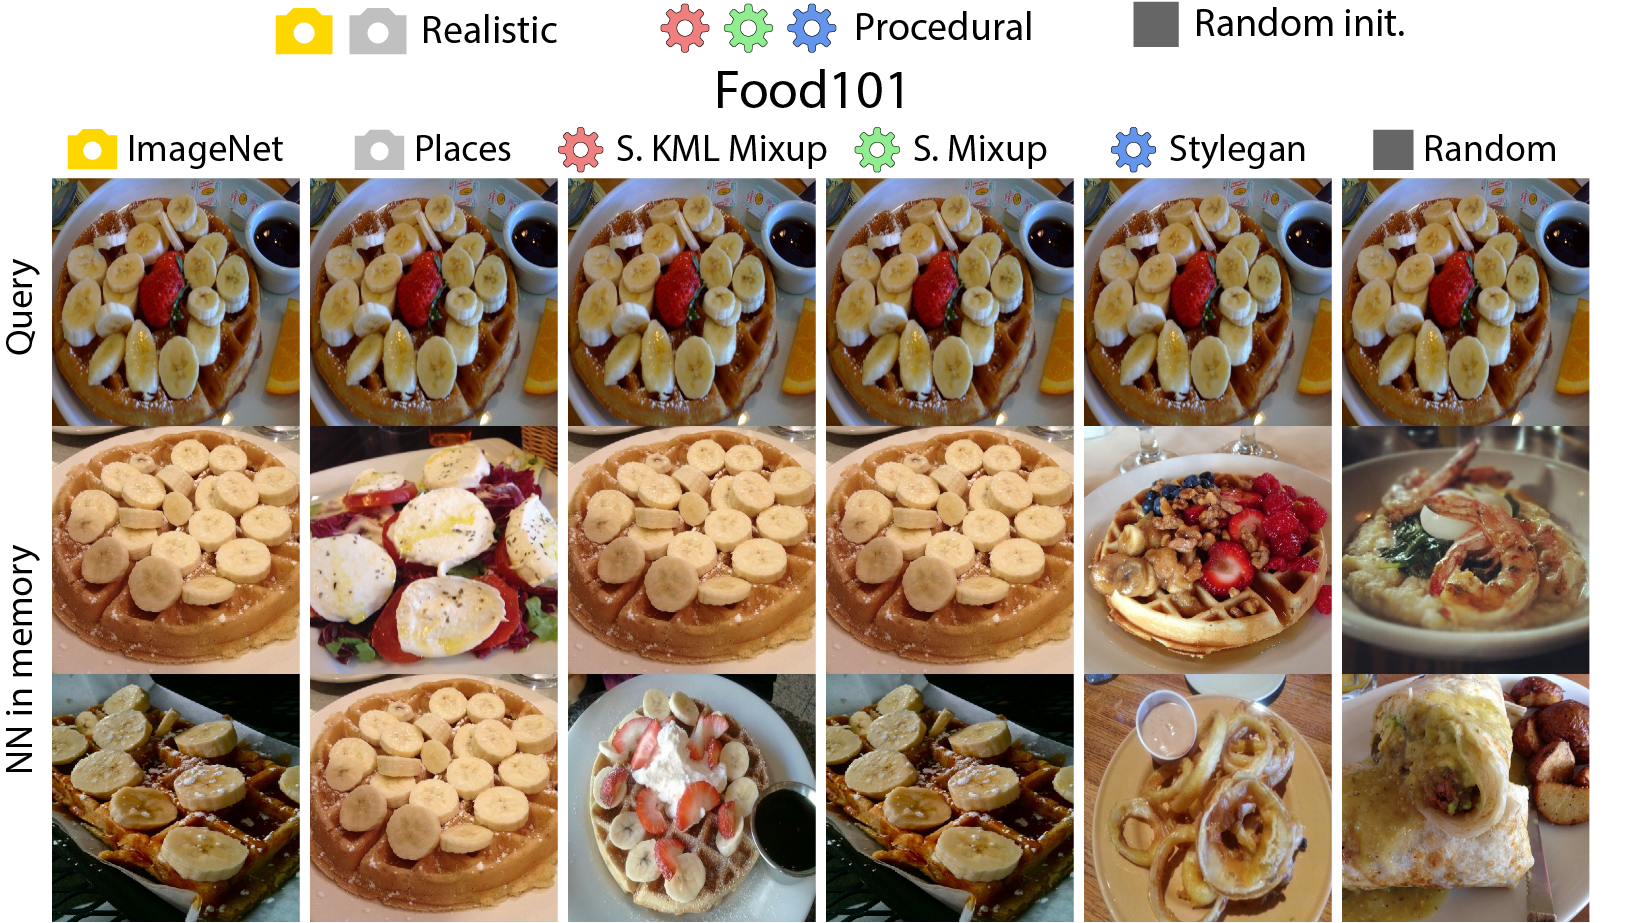 Realistic Procedural Random init.
Food101
ImageNet Places S. KML Mixup S. Mixup Stylegan Random
Query
NN in memory